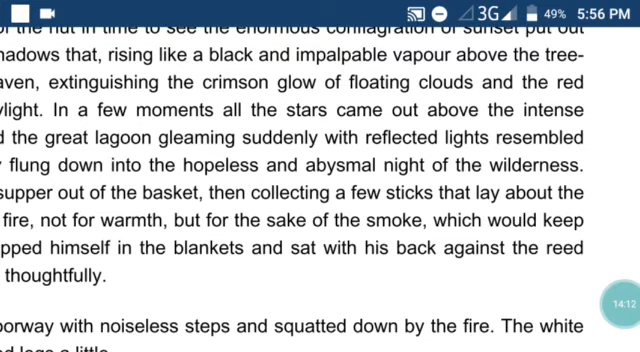 3G 49% 5:56 PM
of the hut in time to see the enormous conflagration of sunset put out
hadows that, rising like a black and impalpable vapour above the tree-
aven, extinguishing the crimson glow of floating clouds and the red
ylight. In a few moments all the stars came out above the intense
d the great lagoon gleaming suddenly with reflected lights resembled
flung down into the hopeless and abysmal night of the wilderness.
supper out of the basket, then collecting a few sticks that lay about the
fire, not for warmth, but for the sake of the smoke, which would keep
pped himself in the blankets and sat with his back against the reed
thoughtfully.
14:12
oorway with noiseless steps and squatted down by the fire. The white
d legs a little.